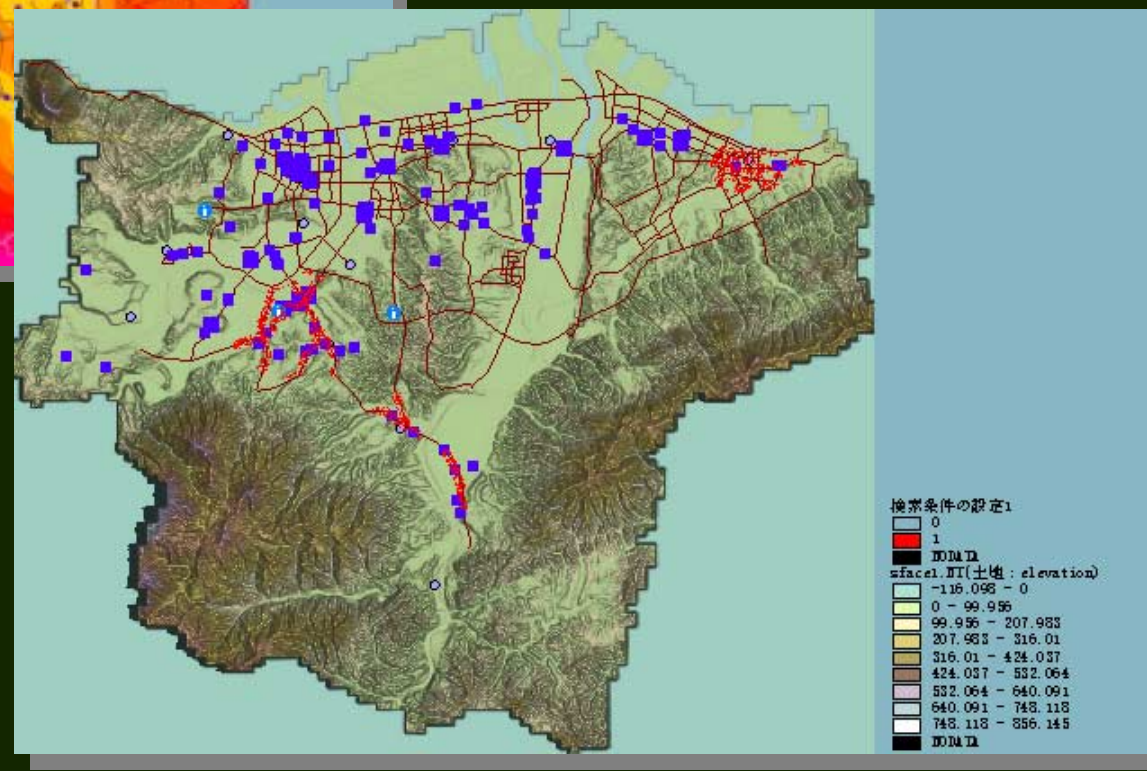 検索条件の設定1
0
1
NODATA
sface1.DT(土地 : elevation)
-116.098 - 0
0 - 99.956
99.956 - 207.983
207.983 - 316.01
316.01 - 424.037
424.037 - 532.064
532.064 - 640.091
640.091 - 748.118
748.118 - 856.145
NODATA